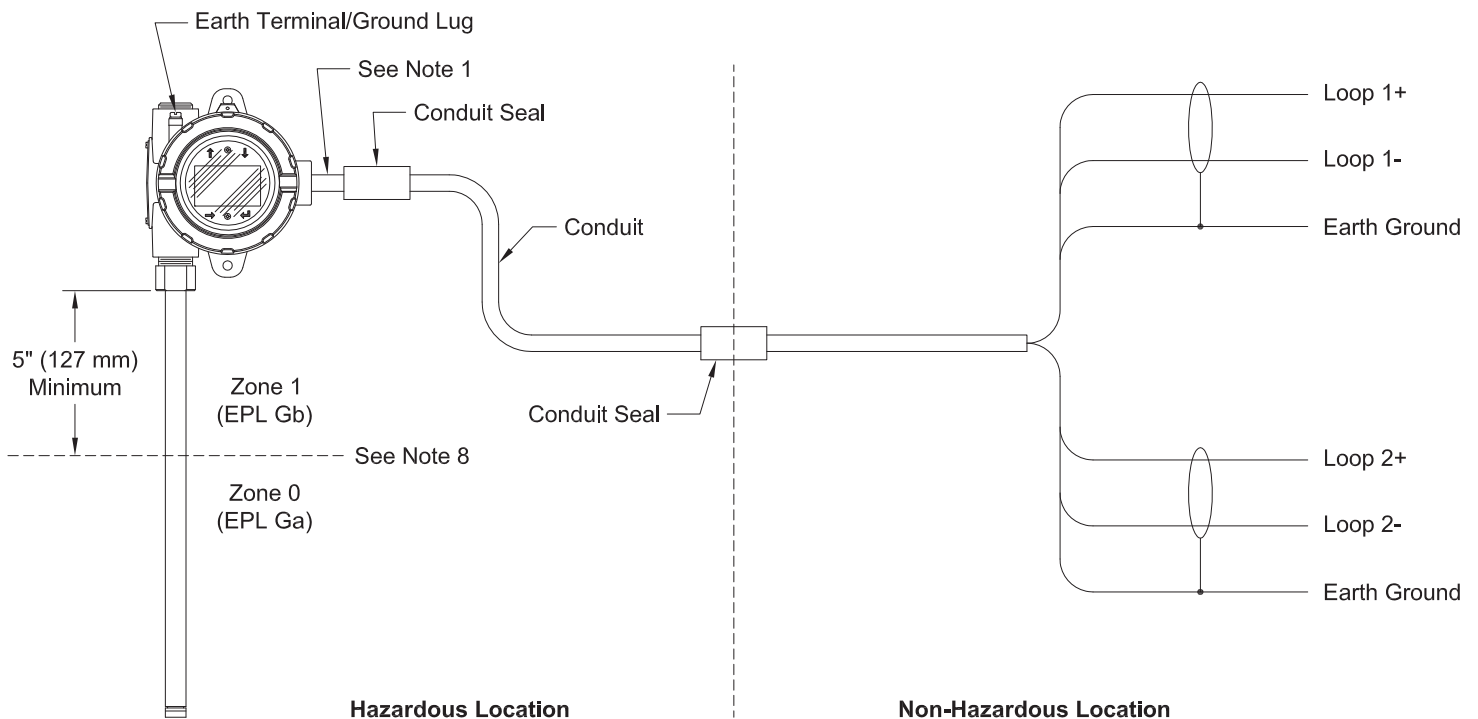 Earth Terminal/Ground Lug
See Note 1
Conduit Seal
Conduit
5" (127 mm)
Minimum
Zone 1
(EPL Gb)
See Note 8
Zone 0
(EPL Ga)
Conduit Seal
Loop 1+
Loop 1-
Earth Ground
Loop 2+
Loop 2-
Earth Ground
Hazardous Location
Non-Hazardous Location